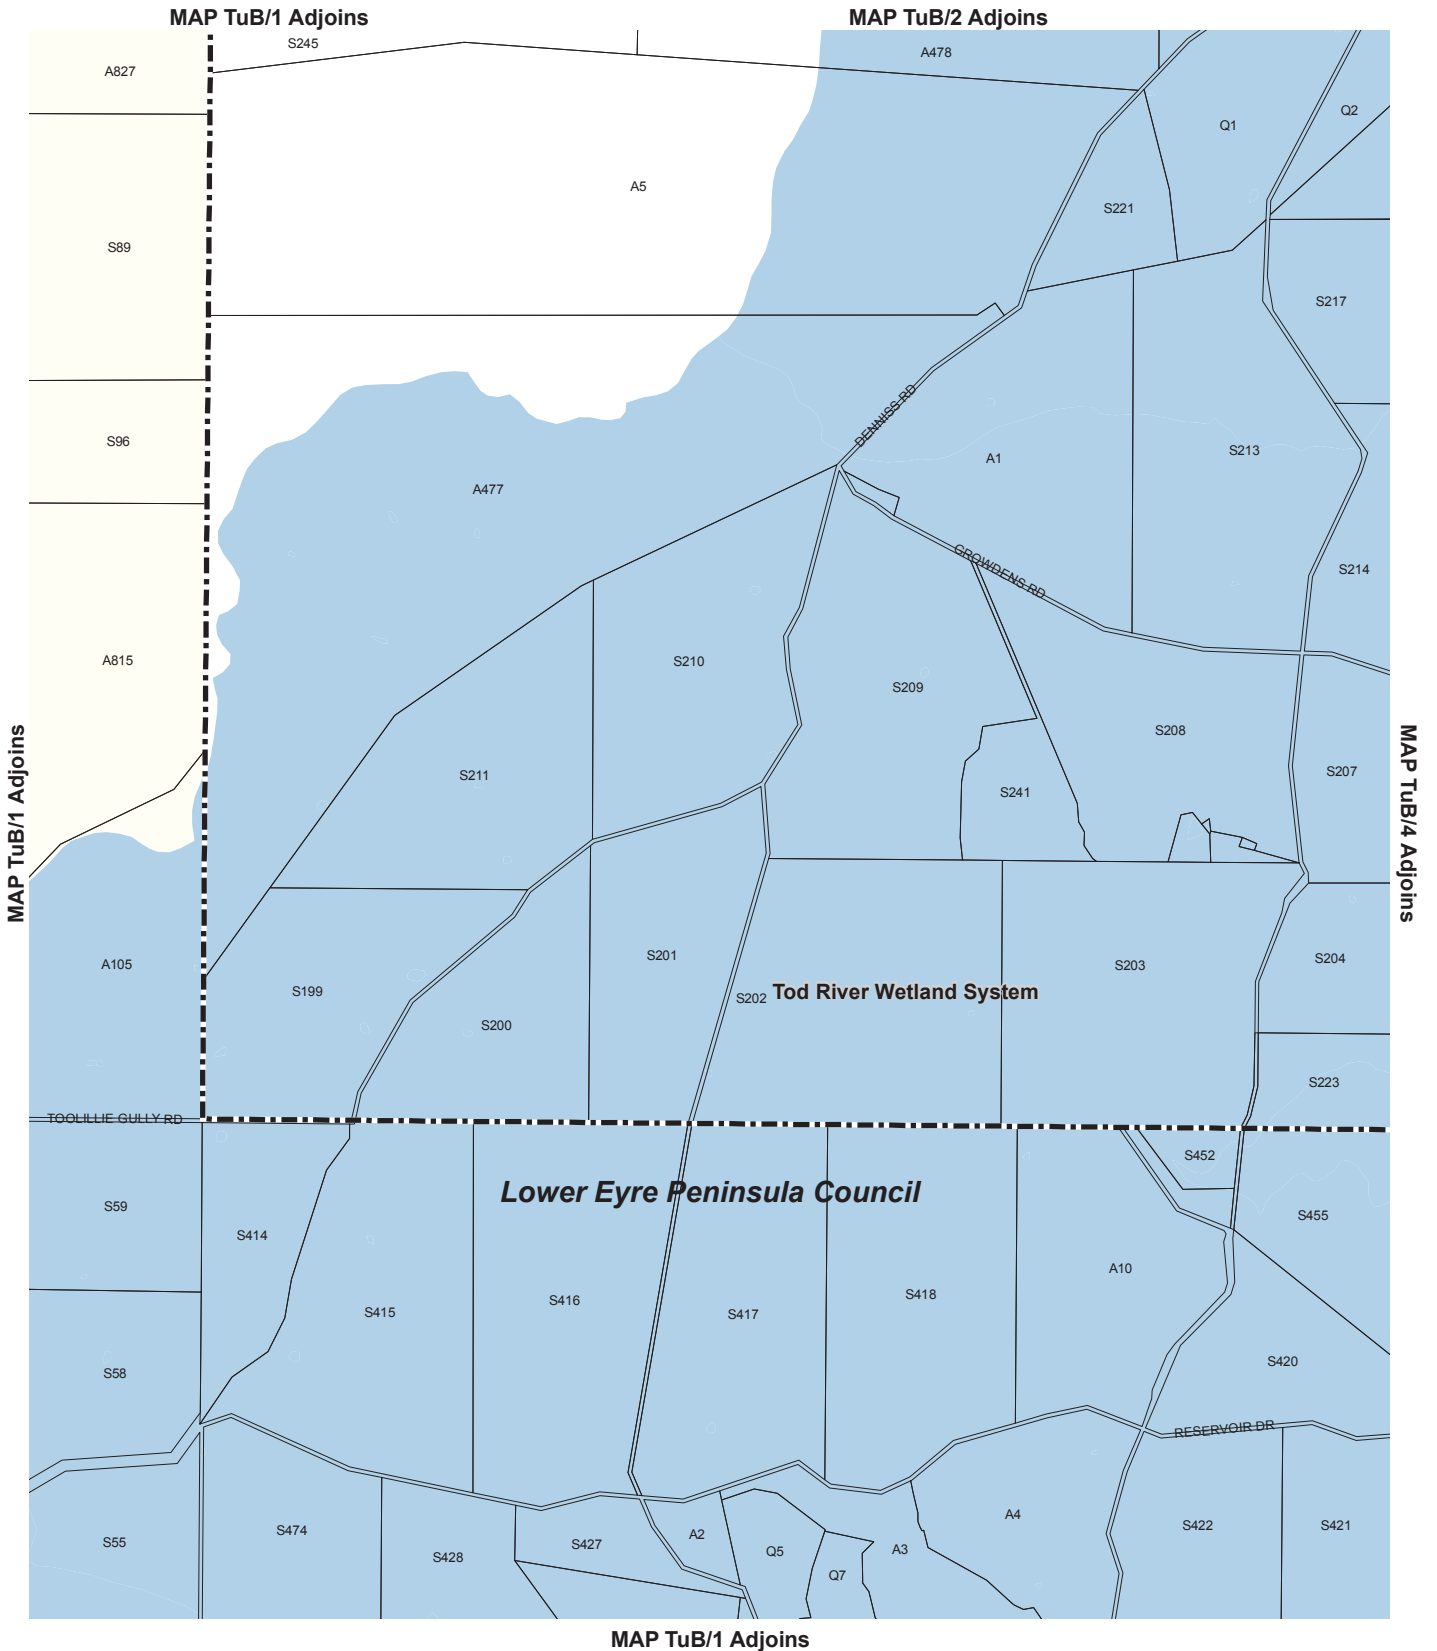 MAP TuB/1 Adjoins
MAP TuB/2 Adjoins
S245
A478
A827
Q2
Q1
A5
S221
S89
S217
DENNISS RD
S96
S213
A1
A477
GROWDENS RD
S214
A815
S210
S209
S208
MAP TuB/1 Adjoins
MAP TuB/4 Adjoins
S211
S207
S241
S201
A105
S203
S204
S199
S202
Tod River Wetland System
S200
S223
TOOLILLIE GULLY RD
S452
Lower Eyre Peninsula Council
S59
S455
S414
A10
S418
S416
S415
S417
S420
S58
RESERVOIR DR
A4
S422
S421
S474
A2
S55
S427
A3
Q5
S428
Q7
MAP TuB/1 Adjoins